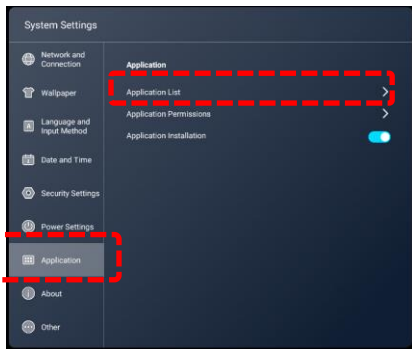 System Settings
Network and
Connection
Wallpaper
Language and
Input Method
Date and Time
Security Settings
Power Settings
Application
About
Other
Application
Application List
Application Permissions
Application Installation